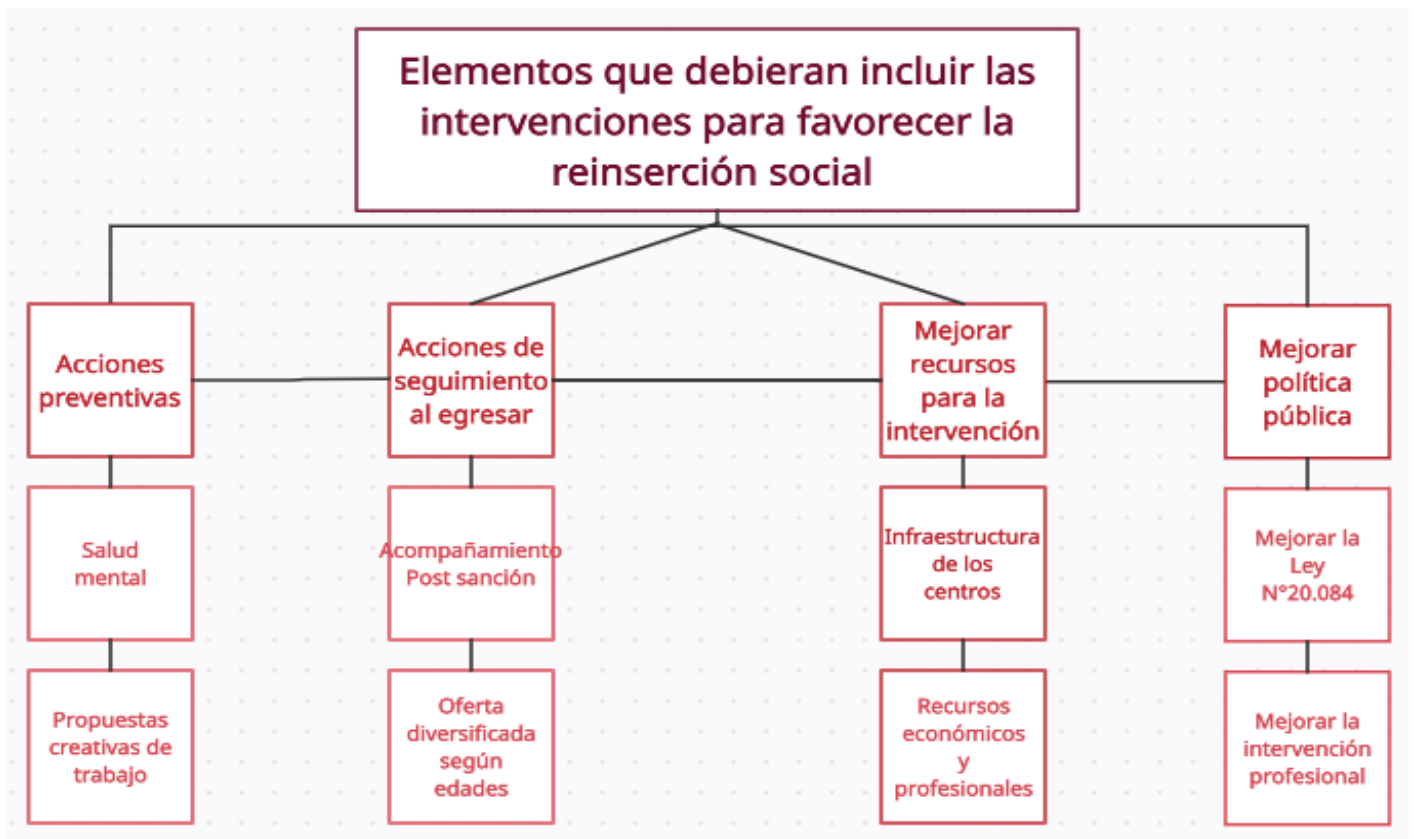 Elementos que debieran incluir las
intervenciones para favorecer la
reinserción social
Acciones
preventivas
Acciones de
seguimiento
al egresar
Mejorar
recursos
para la
intervención
Mejorar
política
pública
Salud
mental
Acompañamiento
Post sanción
Infraestructura
de los
centros
Mejorar la
Ley
N°20.084
Propuestas
creativas de
trabajo
Oferta
diversificada
según
edades
Recursos
económicos
y
profesionales
Mejorar la
intervención
profesional